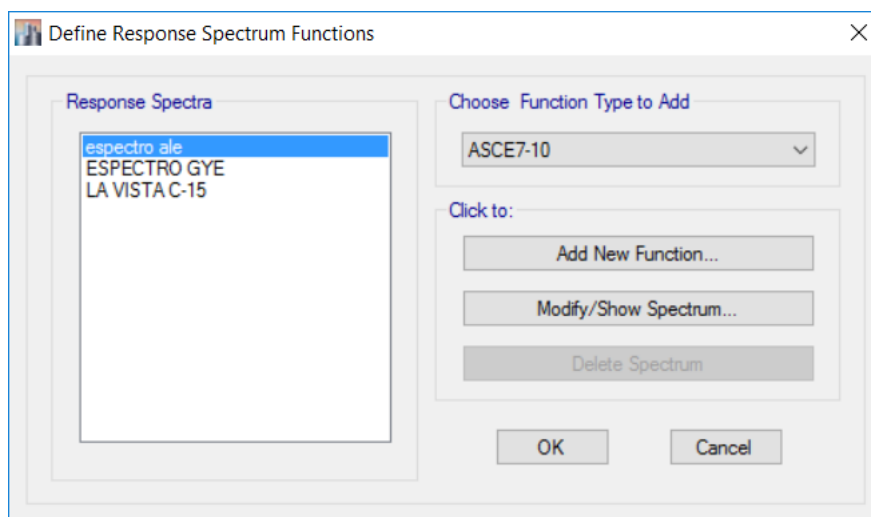 Define Response Spectrum Functions
Response Spectra
espectro ale
ESPECTRO GYE
LA VISTA C-15
Choose Function Type to Add
ASCE7-10
Click to:
Add New Function...
Modify/Show Spectrum...
Delete Spectrum
OK
Cancel